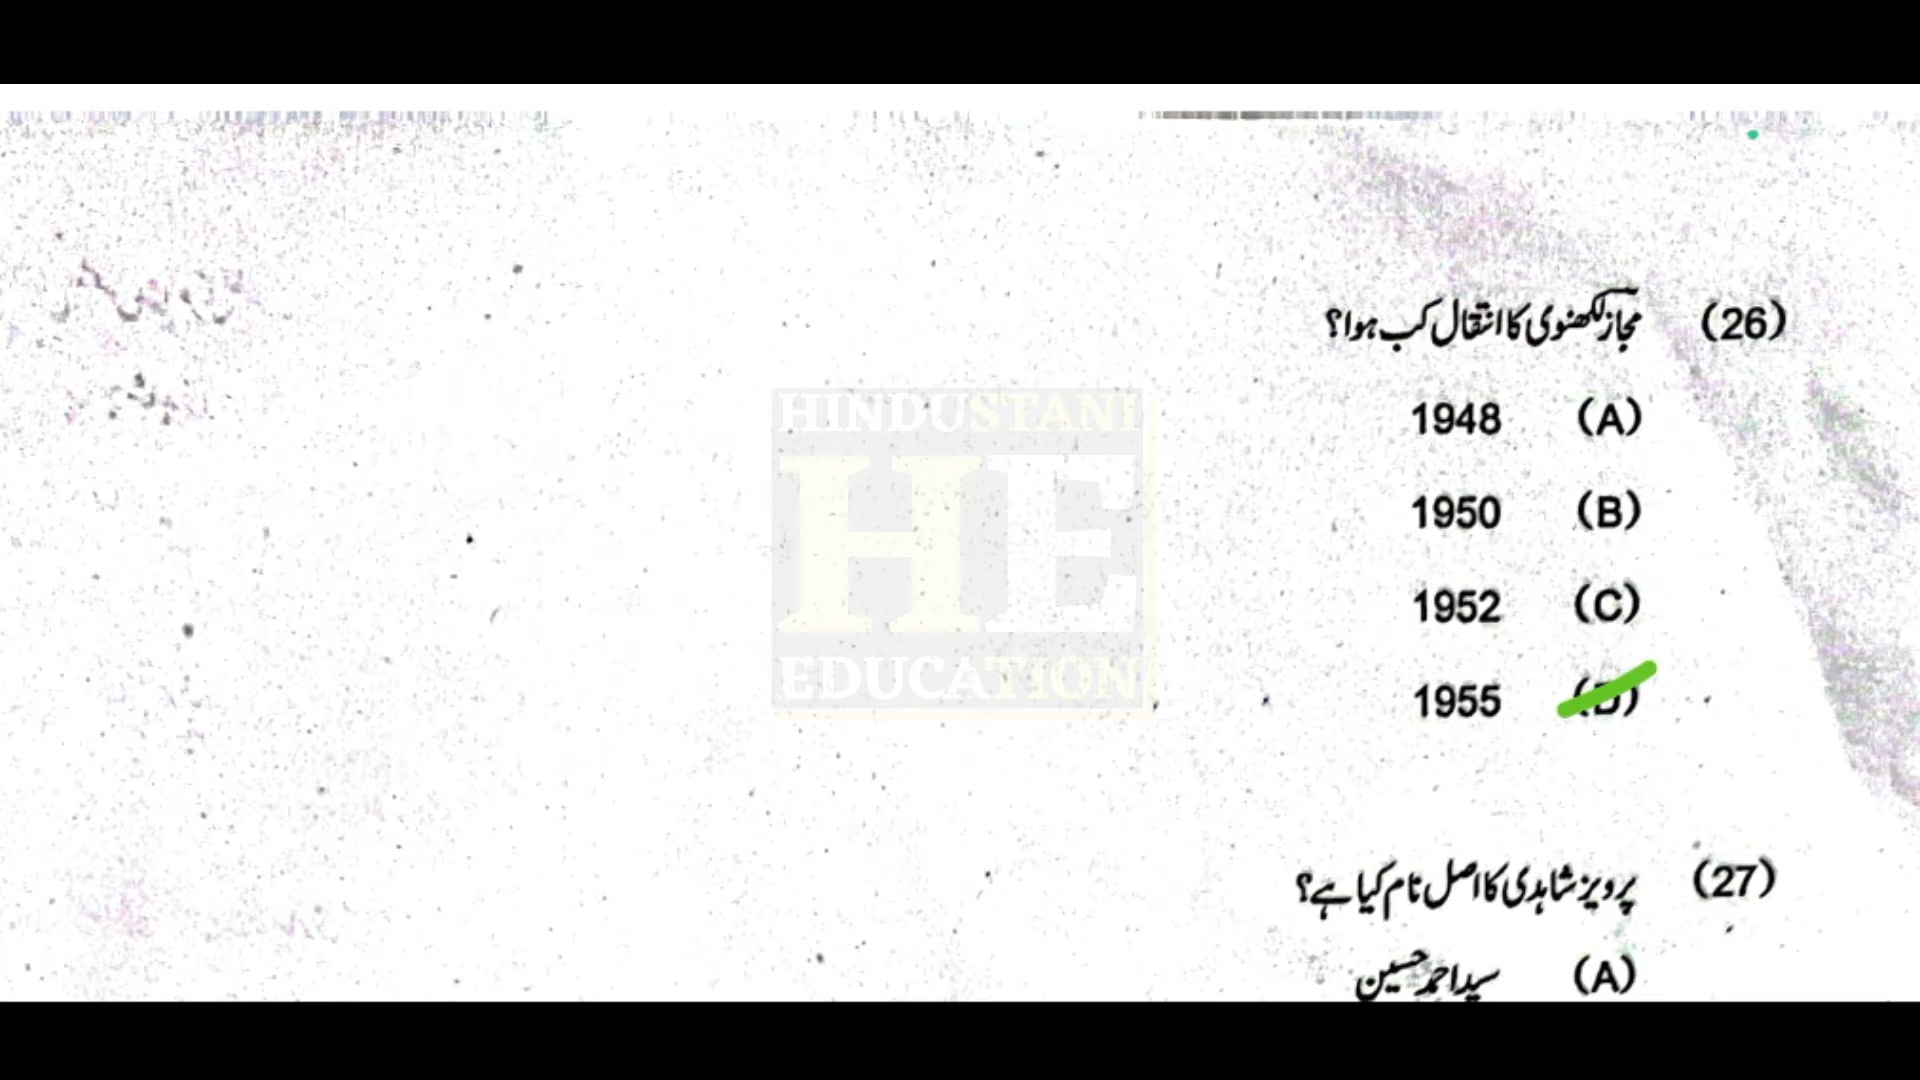 (26) مجاز لکھنوی کا انتقال کب ہوا؟
(A) 1948
(B) 1950
(C) 1952
(D) 1955
(27) پرویز شاہدی کا اصل نام کیا ہے؟
(A) سید احمد حسین
HINDUSTANI
HE
EDUCATION